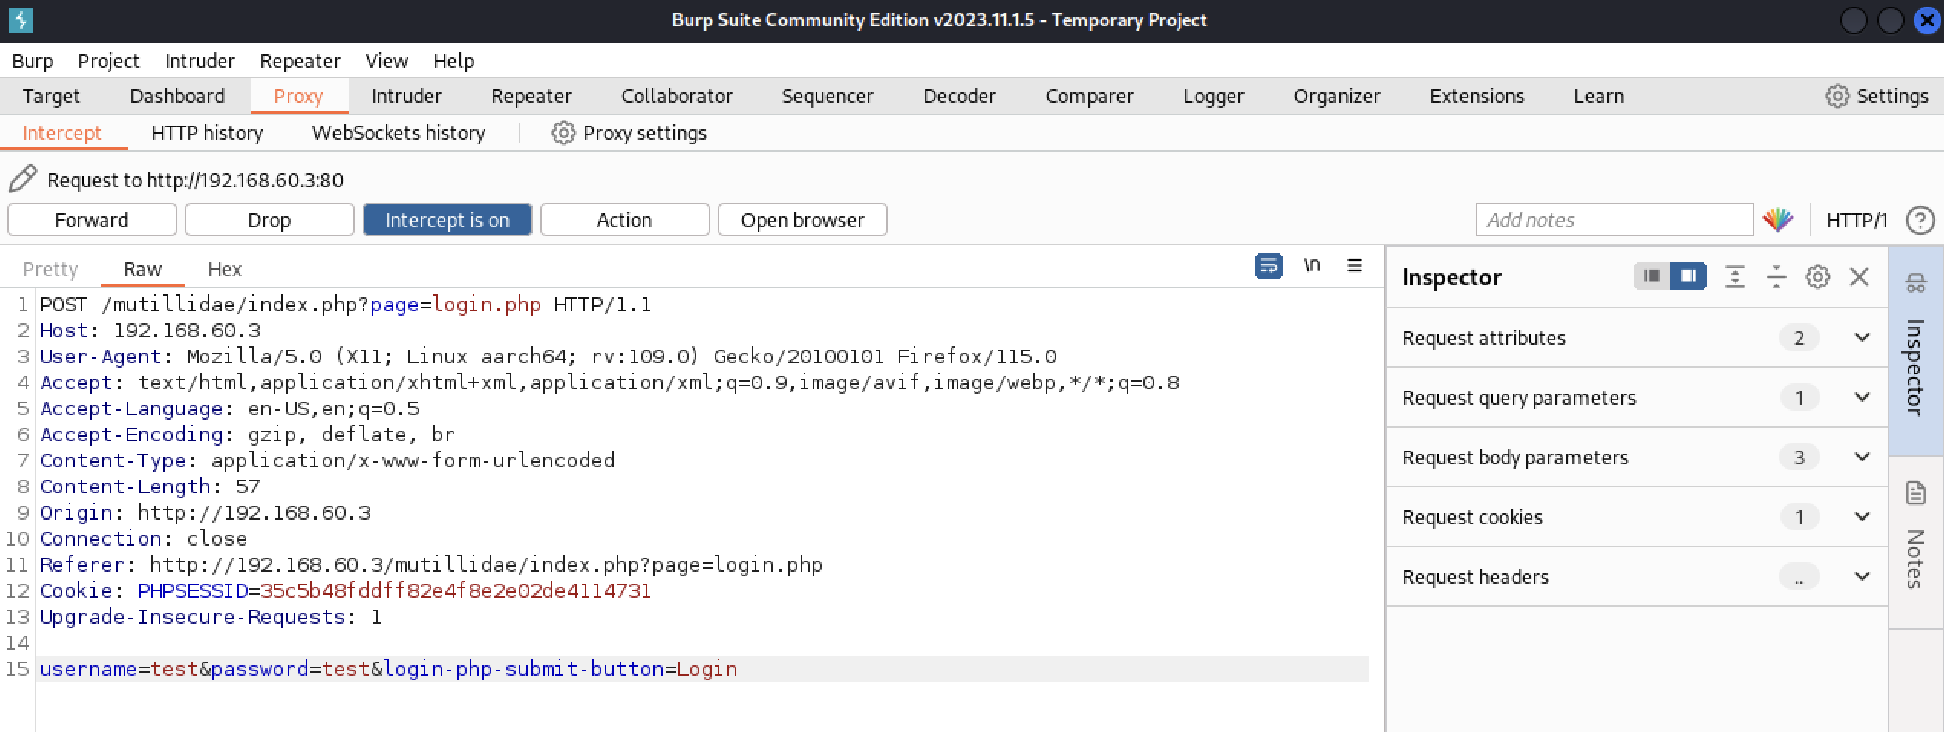 Burp Suite Community Edition v2023.11.1.5 - Temporary Project
Burp Project Intruder Repeater View Help
Target Dashboard Proxy Intruder Repeater Collaborator Sequencer Decoder Comparer Logger Organizer Extensions Learn Settings
Intercept HTTP history WebSockets history Proxy settings
Request to http://192.168.60.3:80
Forward Drop Intercept is on Action Open browser Add notes HTTP/1 ?
Pretty Raw Hex \n
Inspector
1 POST /mutillidae/index.php?page=login.php HTTP/1.1
2 Host: 192.168.60.3
3 User-Agent: Mozilla/5.0 (X11; Linux aarch64; rv:109.0) Gecko/20100101 Firefox/115.0
4 Accept: text/html,application/xhtml+xml,application/xml;q=0.9,image/avif,image/webp,*/*;q=0.8
5 Accept-Language: en-US,en;q=0.5
6 Accept-Encoding: gzip, deflate, br
7 Content-Type: application/x-www-form-urlencoded
8 Content-Length: 57
9 Origin: http://192.168.60.3
10 Connection: close
11 Referer: http://192.168.60.3/mutillidae/index.php?page=login.php
12 Cookie: PHPSESSID=35c5b48fddff82e4f8e2e02de4114731
13 Upgrade-Insecure-Requests: 1
14
15 username=test&password=test&login-php-submit-button=Login
Request attributes 2
Request query parameters 1
Request body parameters 3
Request cookies 1
Request headers ..
Inspector
Notes